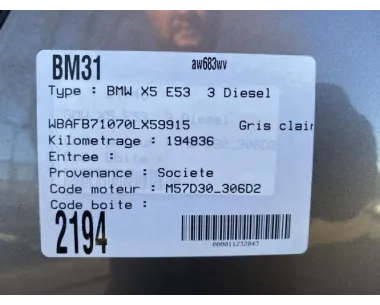 BM31 aw683wv
Type : BMW X5 E53 3 Diesel
WBAFB71070LX59915 Gris clair
Kilometrage : 194836
Entree :
Provenance : Societe
Code moteur : M57D30_306D2
Code boite :
2194
000011232043